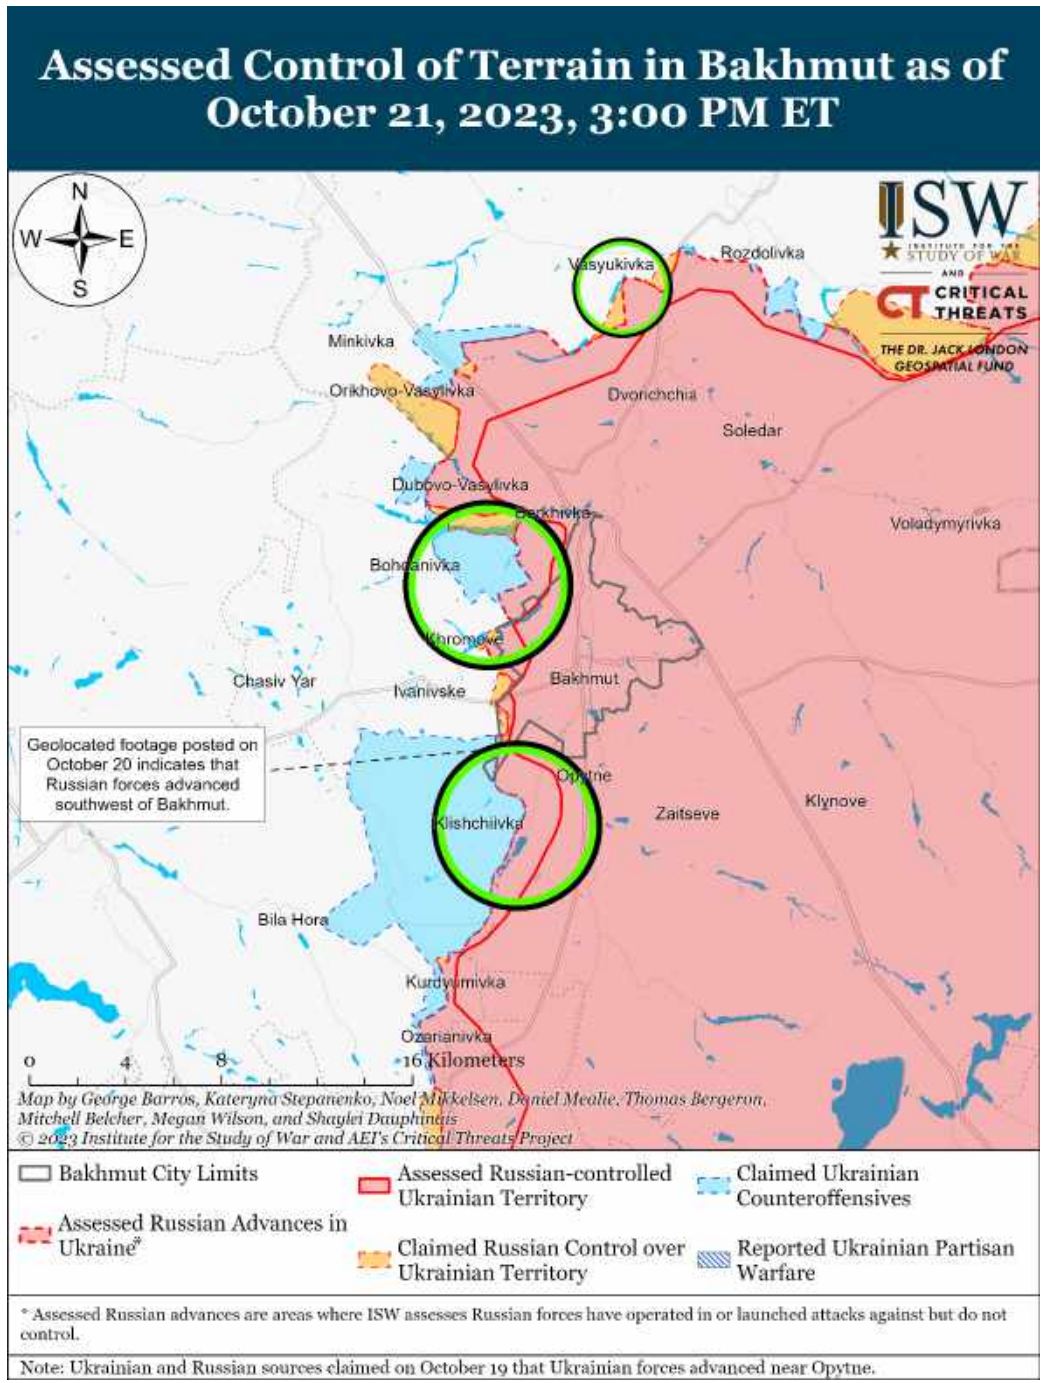 Assessed Control of Terrain in Bakhmut as of
October 21, 2023, 3:00 PM ET
N
W
E
S
ISW
INSTITUTE FOR THE
STUDY OF WAR
AND
CT CRITICAL
THREATS
THE DR. JACK LONDON
GEOSPATIAL FUND
Rozdolivka
Vasyukivka
Minkivka
Orikhovo-Vasylivka
Dvorichchia
Soledar
Dubovo-Vasylivka
Berkhivka
Volodymyrivka
Bohdanivka
Khromove
Chasiv Yar
Ivanivske
Bakhmut
Geolocated footage posted on
October 20 indicates that
Russian forces advanced
southwest of Bakhmut.
Opytne
Klynove
Zaitseve
Klishchiivka
Bila Hora
Kurdyumivka
Ozarianivka
0 4 8 16 Kilometers
Map by George Barros, Kateryna Stepanenko, Noel Mikkelsen, Daniel Mealie, Thomas Bergeron,
Mitchell Belcher, Megan Wilson, and Shaylei Dauphinais
© 2023 Institute for the Study of War and AEI's Critical Threats Project
Bakhmut City Limits
Assessed Russian Advances in
Ukraine*
Assessed Russian-controlled
Ukrainian Territory
Claimed Russian Control over
Ukrainian Territory
Claimed Ukrainian
Counteroffensives
Reported Ukrainian Partisan
Warfare
* Assessed Russian advances are areas where ISW assesses Russian forces have operated in or launched attacks against but do not
control.
Note: Ukrainian and Russian sources claimed on October 19 that Ukrainian forces advanced near Opytne.